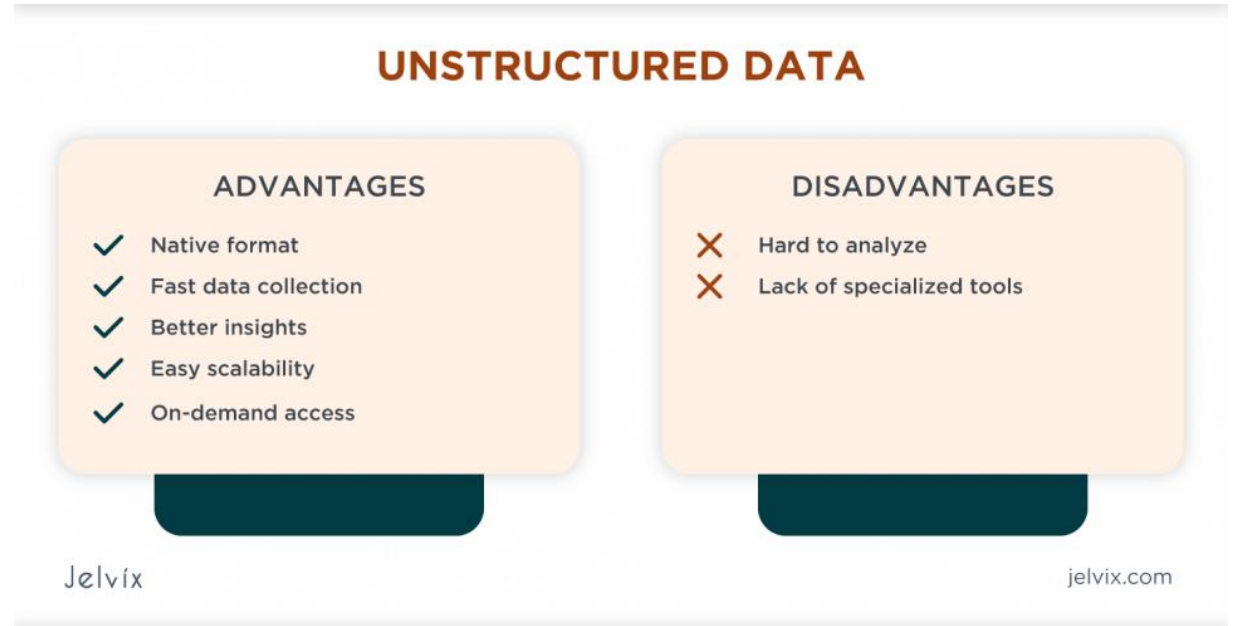 UNSTRUCTURED DATA
ADVANTAGES
Native format
Fast data collection
Better insights
Easy scalability
On-demand access
DISADVANTAGES
Hard to analyze
Lack of specialized tools
Jelvíx
jelvix.com